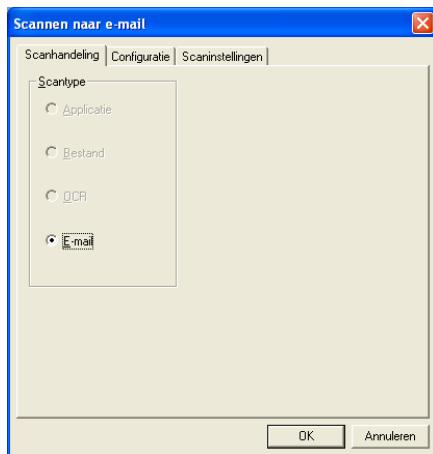 Scannen naar e-mail
Scanhandeling Configuratie Scaninstellingen
Scantype
Applicatie
Bestand
OCR
E-mail
OK Annuleren